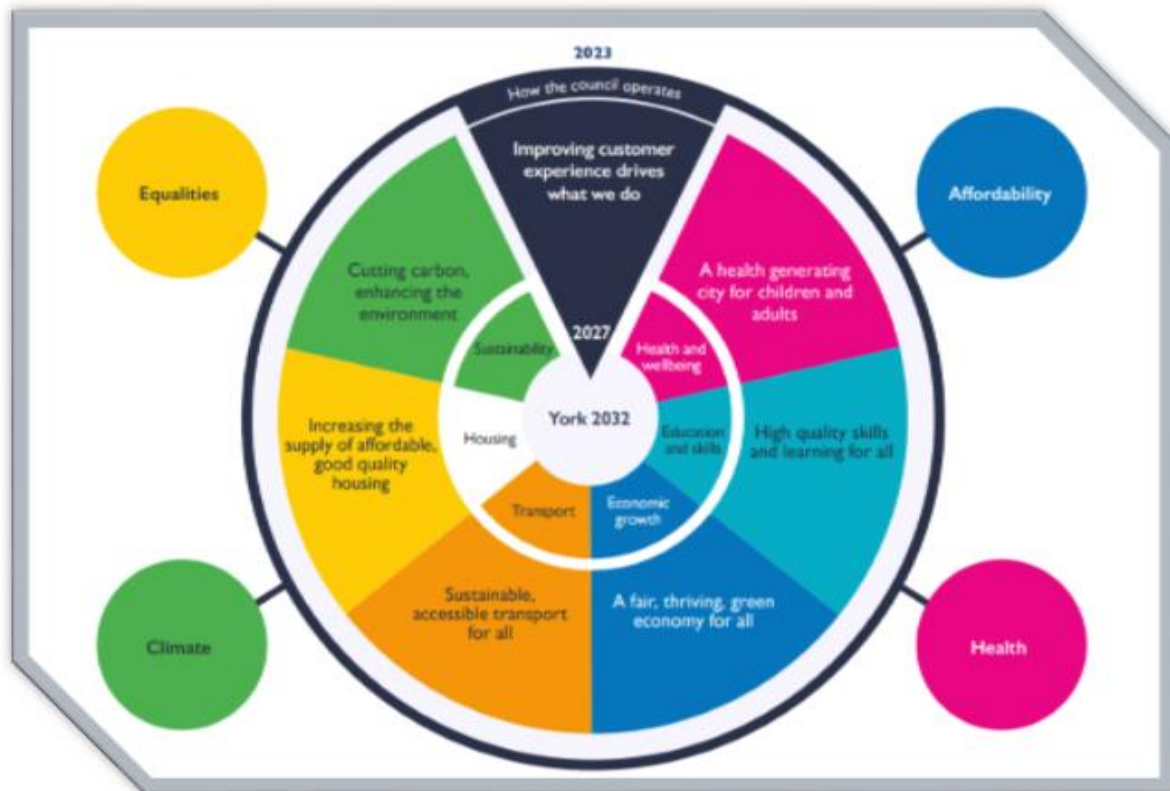 2023
How the council operates
Improving customer
experience drives
what we do
2027
York 2032
Equalities
Affordability
Climate
Health
Cutting carbon,
enhancing the
environment
Sustainability
A health generating
city for children and
adults
Health and
wellbeing
Increasing the
supply of affordable,
good quality
housing
Housing
High quality skills
and learning for all
Education
and skills
Sustainable,
accessible transport
for all
Transport
A fair, thriving, green
economy for all
Economic
growth